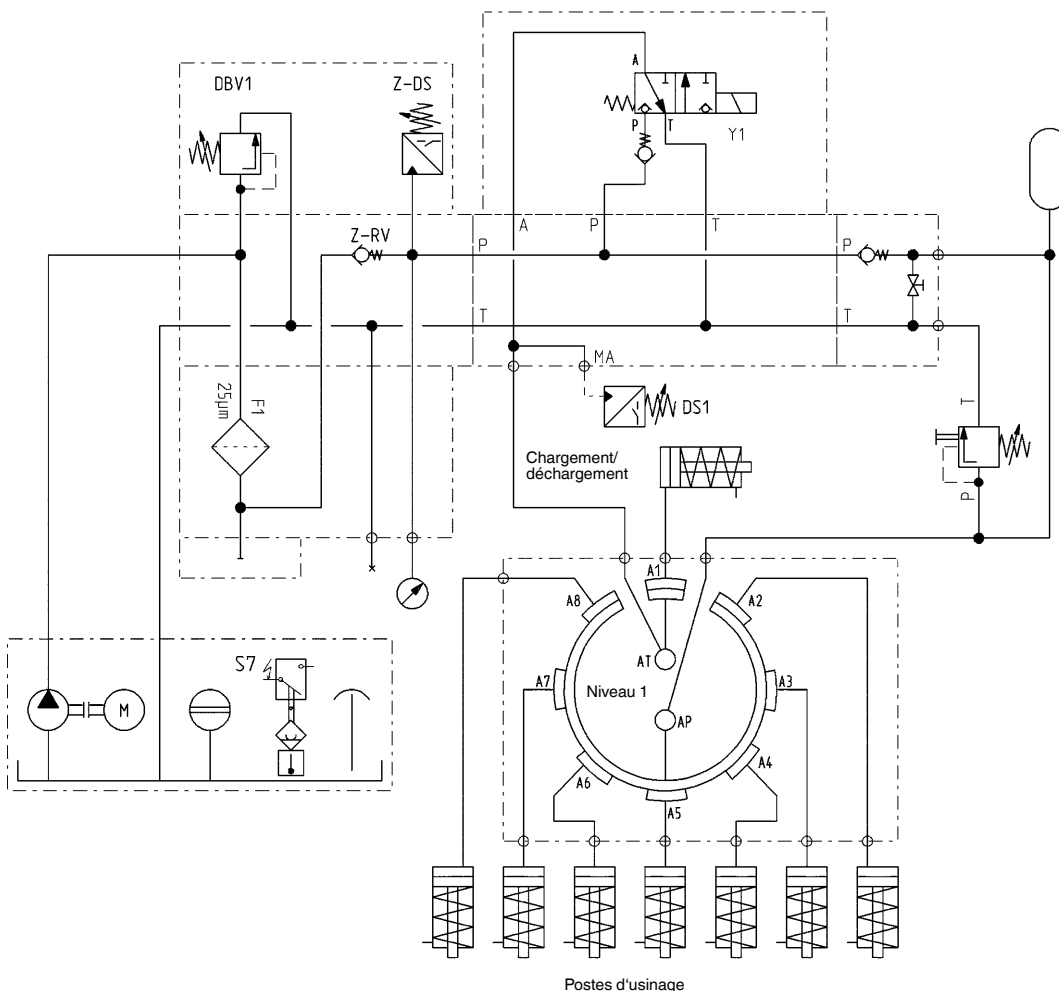 DBV1
Z-DS
A
P
T
Y1
A
P
T
Z-RV
P
P
T
T
MA
DS1
25µm
F1
T
P
Chargement/
déchargement
A1
A8
A2
AT
A7
Niveau 1
A3
AP
A6
A4
A5
S7
M
Postes d'usinage